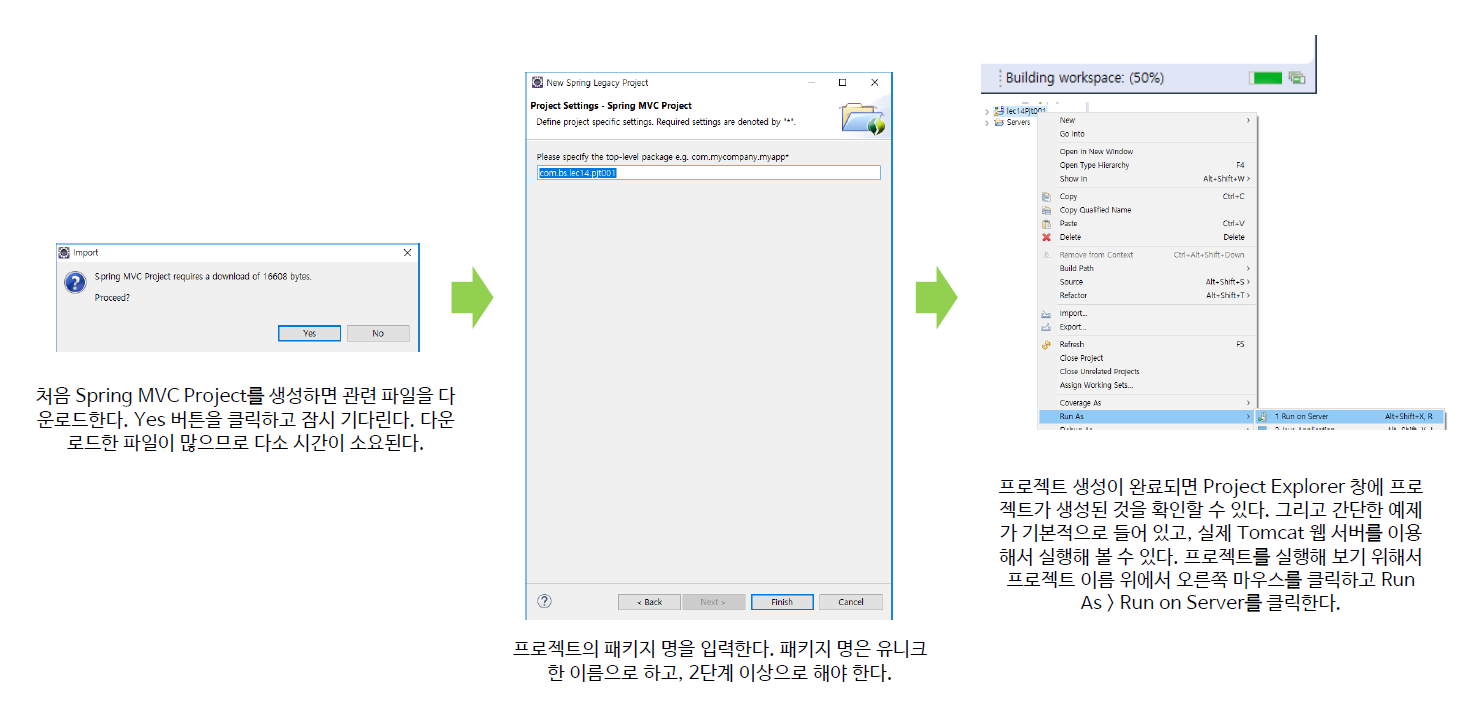 Import
Spring MVC Project requires a download of 16608 bytes.
Proceed?
Yes
No
처음 Spring MVC Project를 생성하면 관련 파일을 다
운로드한다. Yes 버튼을 클릭하고 잠시 기다린다. 다운
로드한 파일이 많으므로 다소 시간이 소요된다.
New Spring Legacy Project
Project Settings - Spring MVC Project
Define project specific settings. Required settings are denoted by "*".
Please specify the top-level package e.g. com.mycompany.myapp*
com.bs.lec14.pjt001
< Back
Next >
Finish
Cancel
프로젝트의 패키지 명을 입력한다. 패키지 명은 유니크
한 이름으로 하고, 2단계 이상으로 해야 한다.
Building workspace: (50%)
lec14Pjt001
Servers
New
Go Into
Open in New Window
Open Type Hierarchy F4
Show In Alt+Shift+W >
Copy Ctrl+C
Copy Qualified Name
Paste Ctrl+V
Delete Delete
Remove from Context Ctrl+Alt+Shift+Down
Build Path
Source Alt+Shift+S >
Refactor Alt+Shift+T >
Import...
Export...
Refresh F5
Close Project
Close Unrelated Projects
Assign Working Sets...
Coverage As
Run As
1 Run on Server Alt+Shift+X, R
프로젝트 생성이 완료되면 Project Explorer 창에 프로
젝트가 생성된 것을 확인할 수 있다. 그리고 간단한 예제
가 기본적으로 들어 있고, 실제 Tomcat 웹 서버를 이용
해서 실행해 볼 수 있다. 프로젝트를 실행해 보기 위해서
프로젝트 이름 위에서 오른쪽 마우스를 클릭하고 Run
As > Run on Server를 클릭한다.